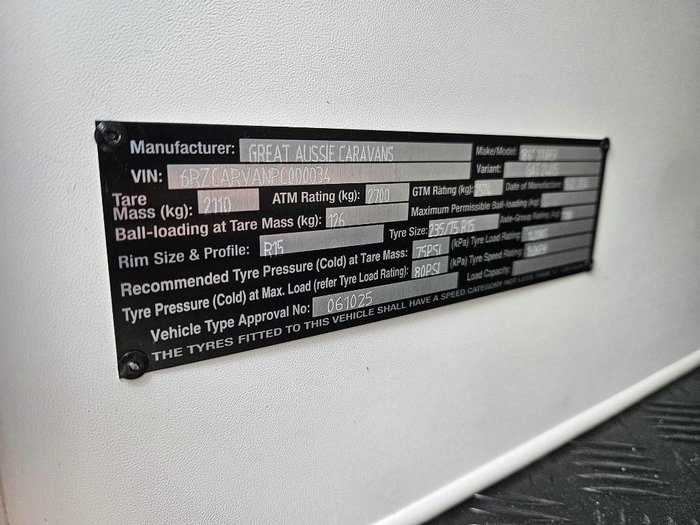 Manufacturer: GREAT AUSSIE CARAVANS Make/Model:
VIN: 6RZCARVANPC000034 Variant:
Tare Mass (kg): 2110 ATM Rating (kg): 2700 GTM Rating (kg): Date of Manufacture:
Ball-loading at Tare Mass (kg): 126 Maximum Permissible Ball-loading (kg):
Rim Size & Profile: R15 Tyre Size: 235/75 R15 Axle-Group Rating (kg):
Recommended Tyre Pressure (Cold) at Tare Mass: 75PSI (kPa) Tyre Load Rating:
Tyre Pressure (Cold) at Max. Load (refer Tyre Load Rating): 80PSI (kPa) Tyre Speed Rating:
Vehicle Type Approval No: 061025 Load Capacity:
THE TYRES FITTED TO THIS VEHICLE SHALL HAVE A SPEED CATEGORY NOT LESS THAN